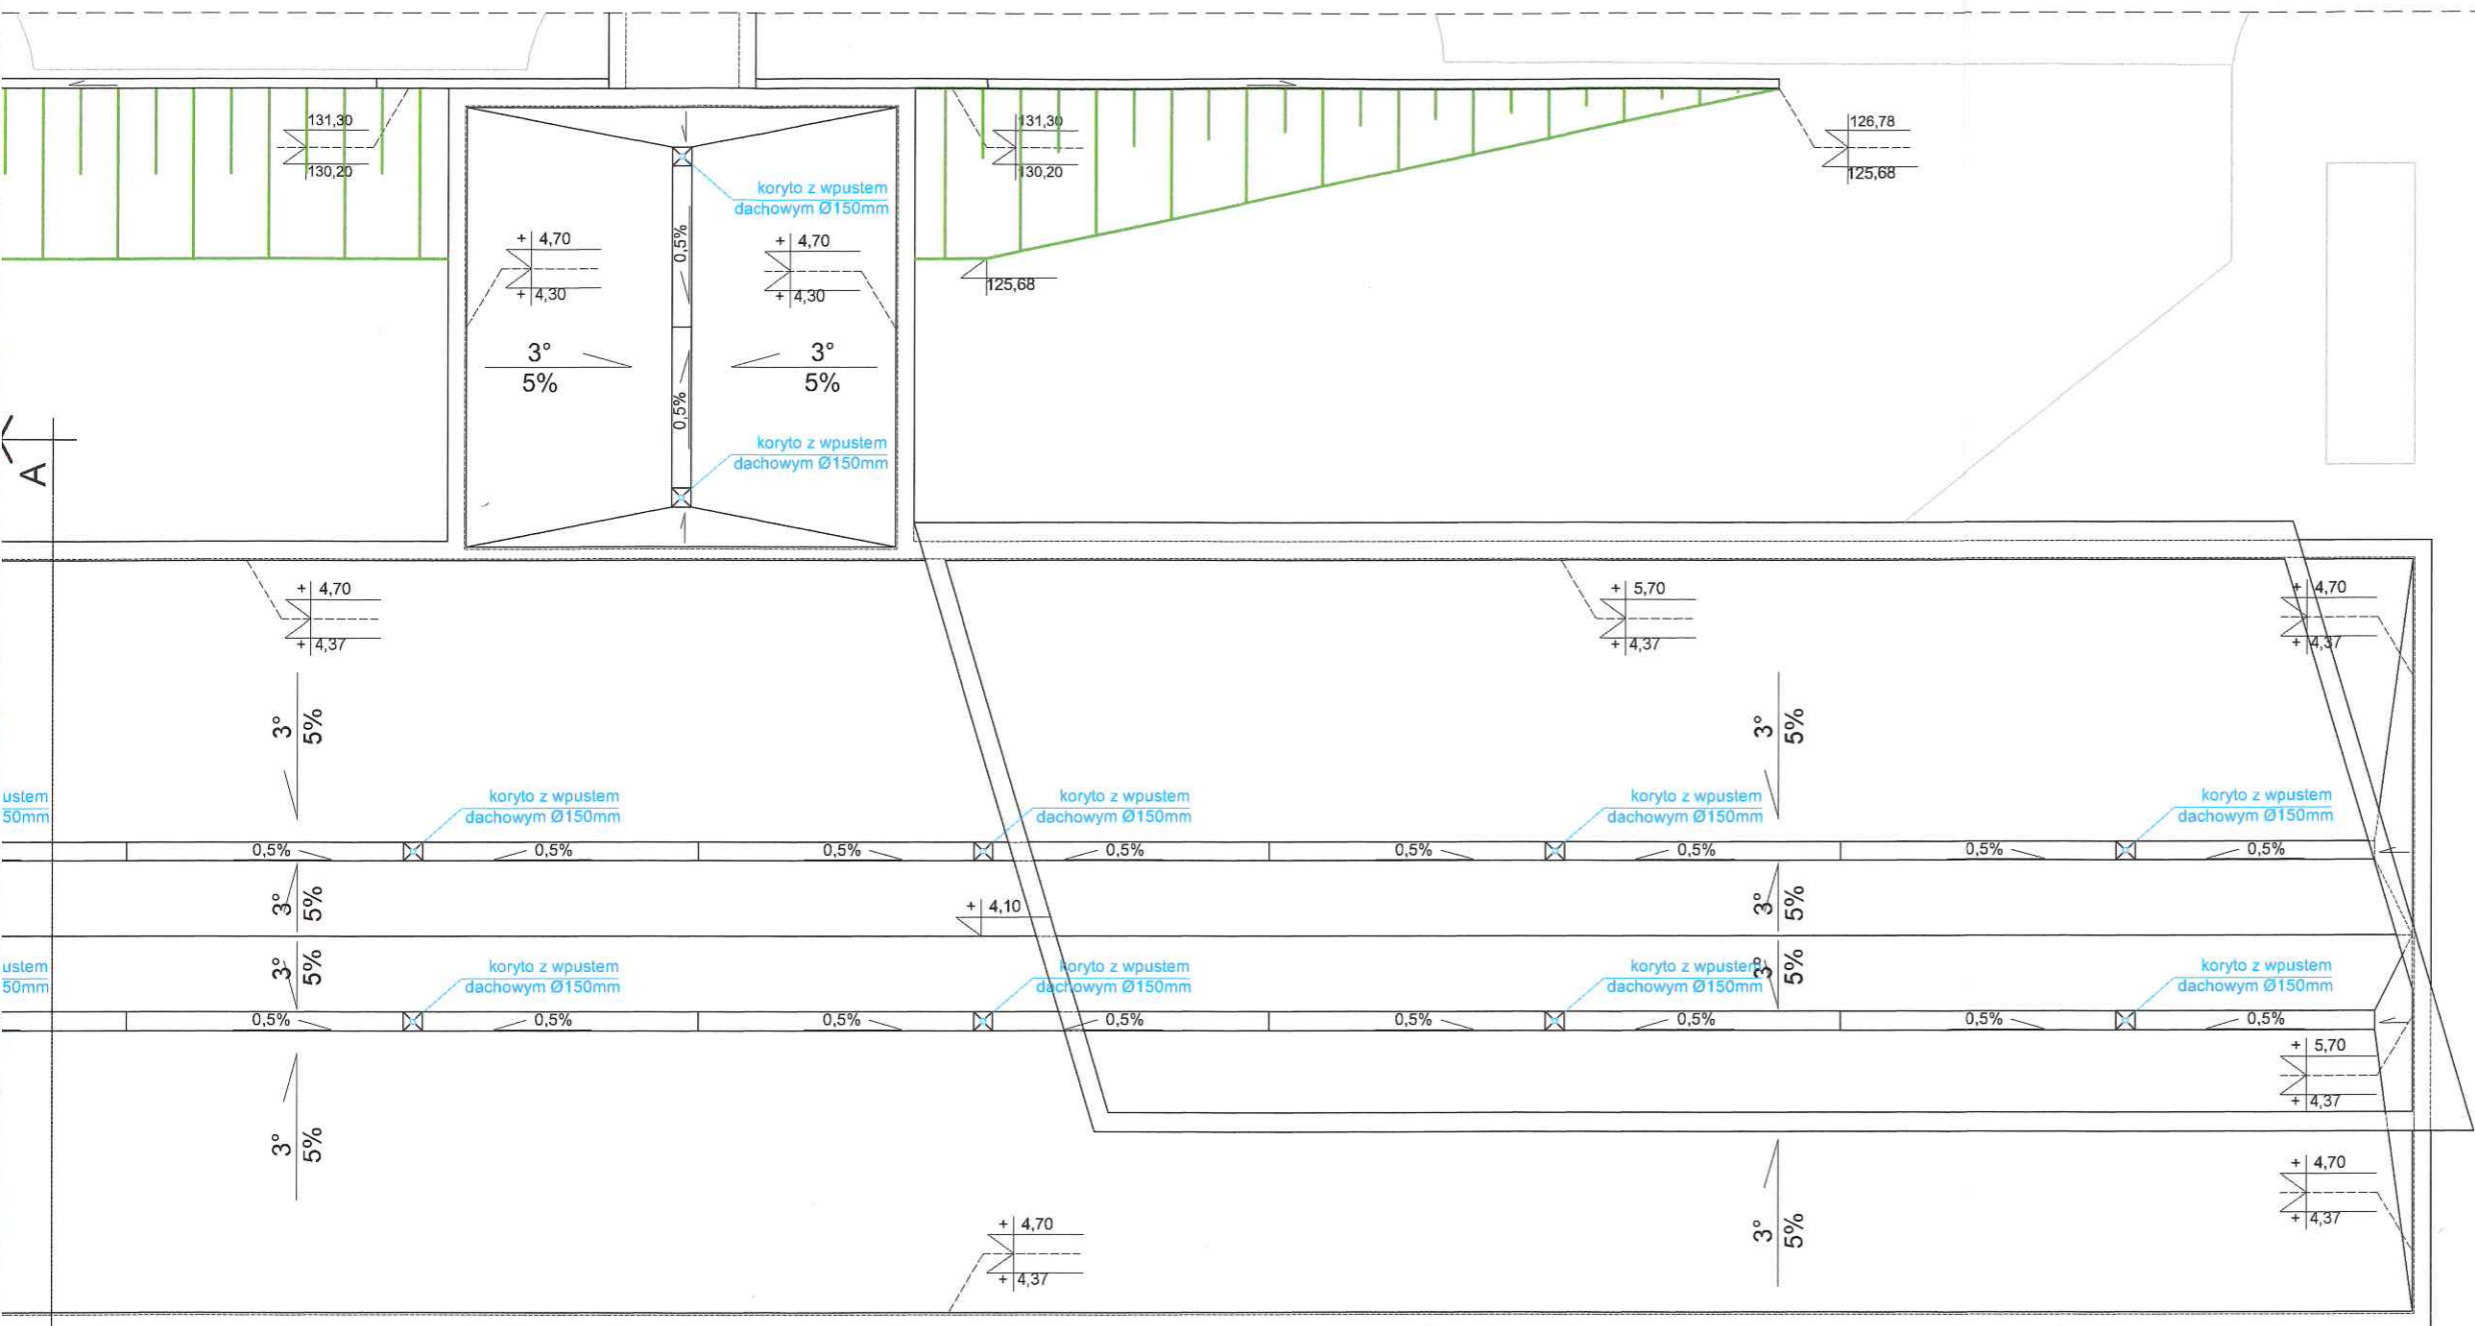 131,30
130,20
131,30
130,20
126,78
125,68
koryto z wpustem
dachowym Ø150mm
0,5%
+ 4,70
+ 4,30
+ 4,70
+ 4,30
125,68
3°
5%
3°
5%
0,5%
koryto z wpustem
dachowym Ø150mm
A
+ 4,70
+ 4,37
+ 5,70
+ 4,37
+ 4,70
+ 4,37
3°
5%
3°
5%
ustem
50mm
koryto z wpustem
dachowym Ø150mm
koryto z wpustem
dachowym Ø150mm
koryto z wpustem
dachowym Ø150mm
koryto z wpustem
dachowym Ø150mm
0,5%
0,5%
0,5%
0,5%
0,5%
0,5%
0,5%
0,5%
3°
5%
3°
5%
+ 4,10
3°
5%
3°
5%
ustem
50mm
koryto z wpustem
dachowym Ø150mm
koryto z wpustem
dachowym Ø150mm
koryto z wpustem
dachowym Ø150mm
koryto z wpustem
dachowym Ø150mm
0,5%
0,5%
0,5%
0,5%
0,5%
0,5%
0,5%
0,5%
+ 5,70
+ 4,37
3°
5%
+ 4,70
+ 4,37
3°
5%
+ 4,70
+ 4,37